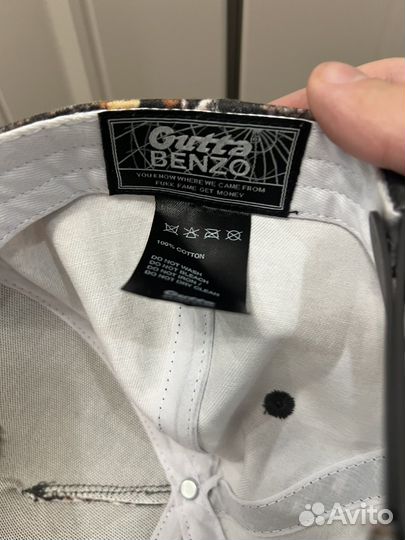 Gutta
BENZO
YOU KNOW WHERE WE CAME FROM
FUKK FAME GET MONEY
100% COTTON
DO NOT WASH
DO NOT BLEACH
DO NOT IRON
DO NOT DRY CLEAN
Avito